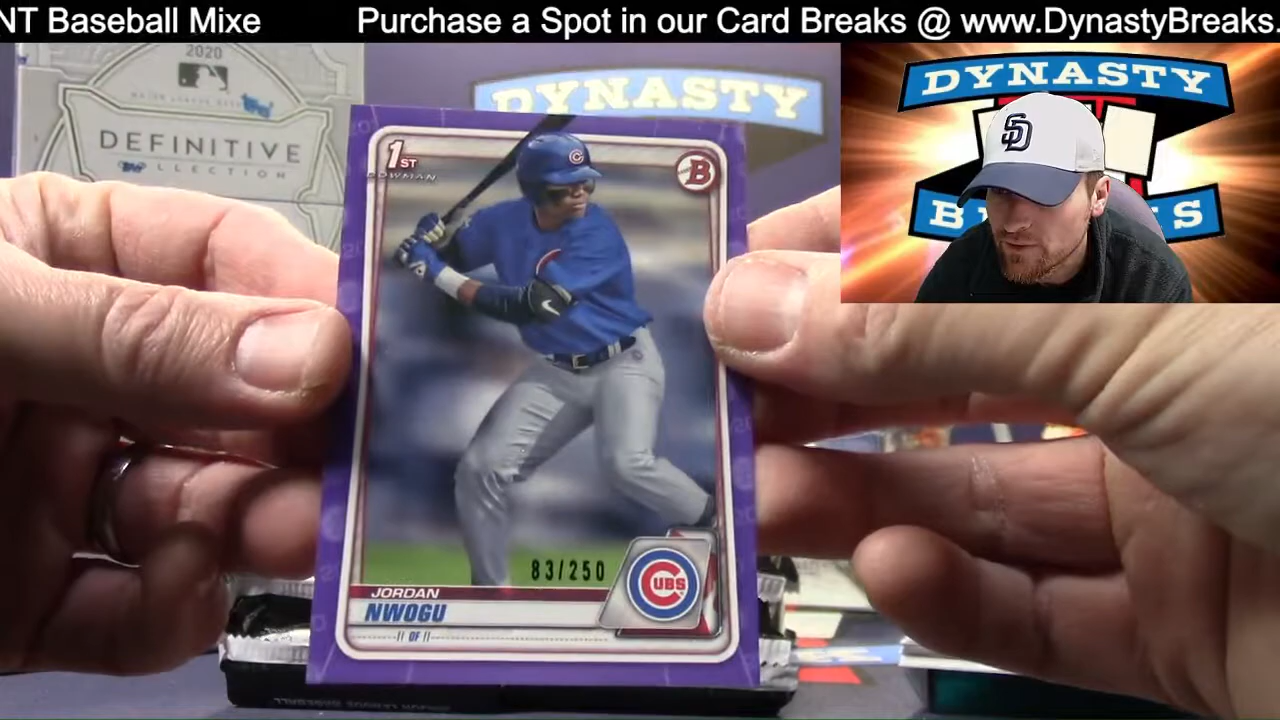 NT Baseball Mixe
Purchase a Spot in our Card Breaks @ www.DynastyBreaks.
2020
DEFINITIVE
COLLECTION
DYNASTY
DYNASTY
SD
1ST
BOWMAN
B
C
83/250
CUBS
JORDAN
NWOGU
OF